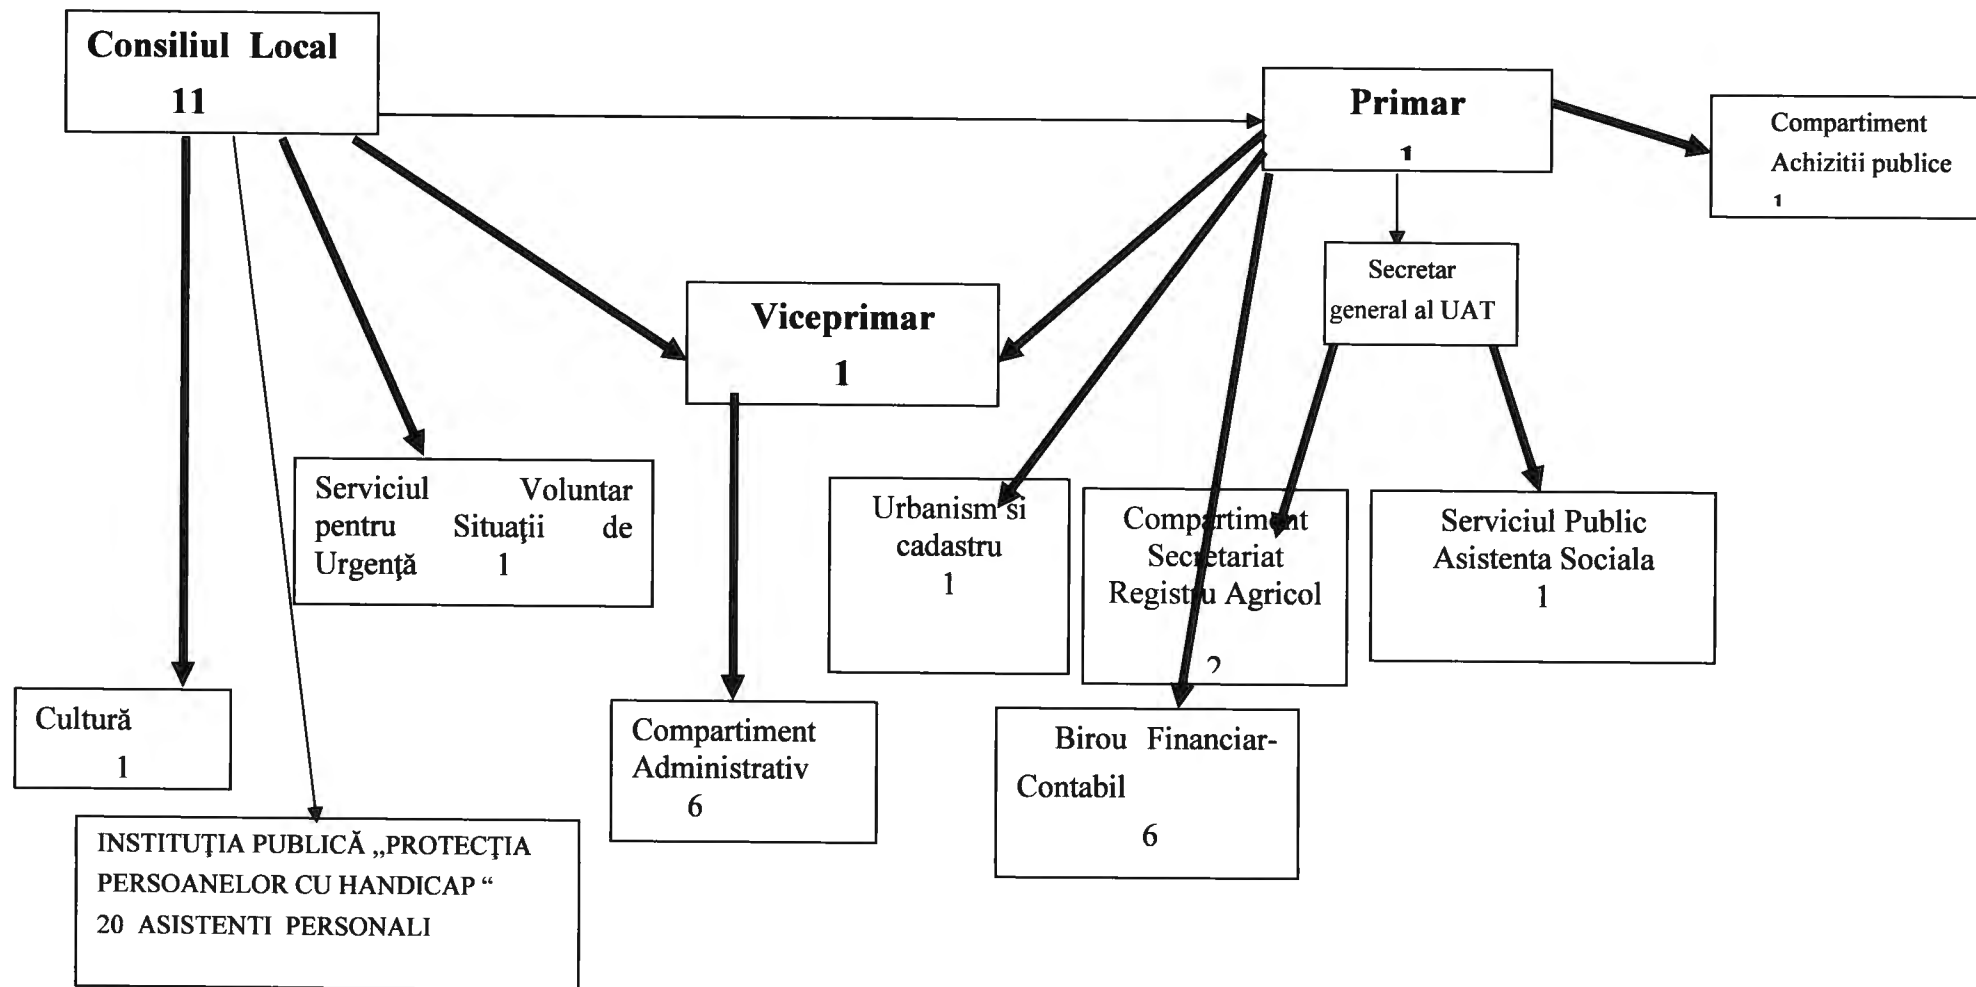 Consiliul Local
11
Primar
1
Compartiment
Achizitii publice
1
Secretar
general al UAT
Viceprimar
1
Serviciul Voluntar
pentru Situaţii de
Urgenţă 1
Urbanism si
cadastru
1
Compartiment
Secretariat
Registru Agricol
2
Serviciul Public
Asistenta Sociala
1
Cultură
1
Compartiment
Administrativ
6
Birou Financiar-
Contabil
6
INSTITUŢIA PUBLICĂ „PROTECŢIA
PERSOANELOR CU HANDICAP “
20 ASISTENTI PERSONALI